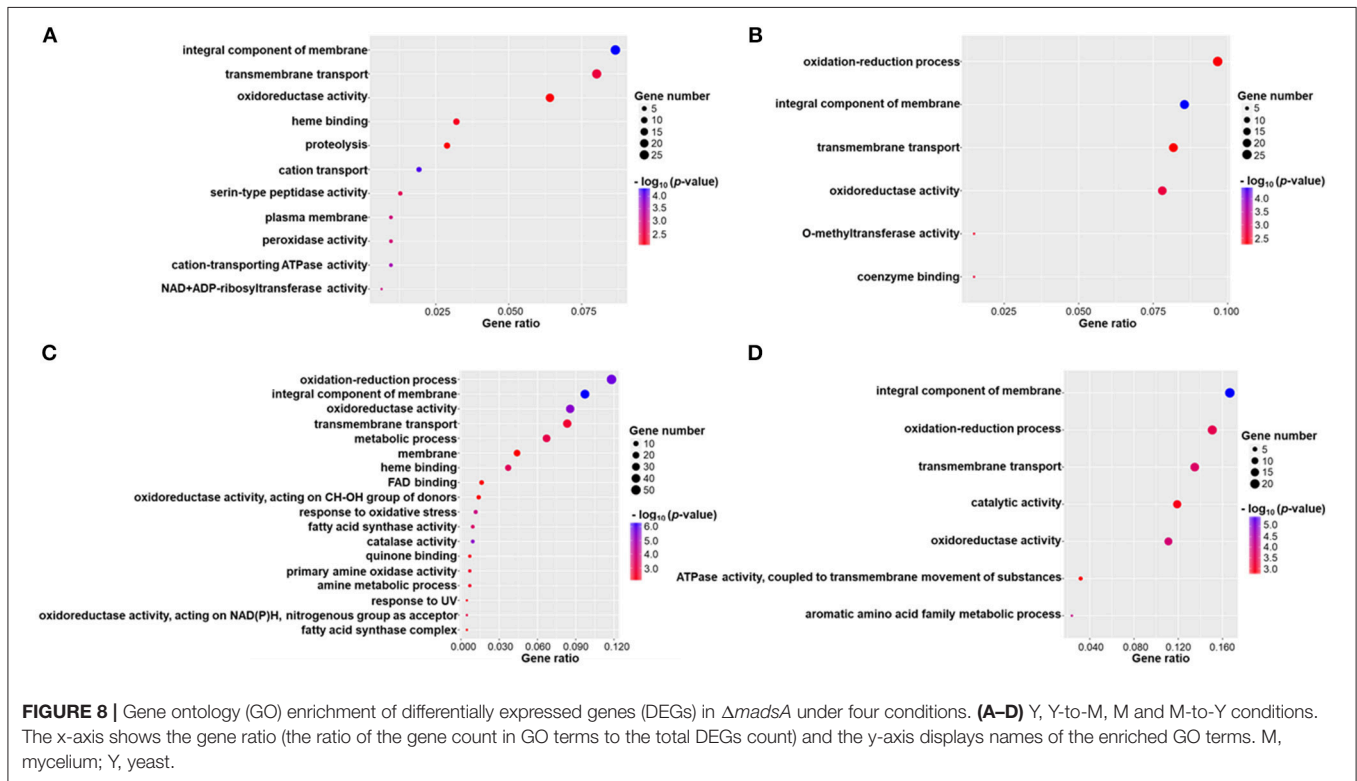 A
integral component of membrane
transmembrane transport
oxidoreductase activity
heme binding
proteolysis
cation transport
serin-type peptidase activity
plasma membrane
peroxidase activity
cation-transporting ATPase activity
NAD+ADP-ribosyltransferase activity
0.025 0.050 0.075
Gene ratio
Gene number
5
10
15
20
25
- log10 (p-value)
4.0
3.5
3.0
2.5
B
oxidation-reduction process
integral component of membrane
transmembrane transport
oxidoreductase activity
O-methyltransferase activity
coenzyme binding
0.025 0.050 0.075 0.100
Gene ratio
Gene number
5
10
15
20
25
- log10 (p-value)
4.0
3.5
3.0
2.5
C
oxidation-reduction process
integral component of membrane
oxidoreductase activity
transmembrane transport
metabolic process
membrane
heme binding
FAD binding
oxidoreductase activity, acting on CH-OH group of donors
response to oxidative stress
fatty acid synthase activity
catalase activity
quinone binding
primary amine oxidase activity
amine metabolic process
response to UV
oxidoreductase activity, acting on NAD(P)H, nitrogenous group as acceptor
fatty acid synthase complex
0.000 0.030 0.060 0.090 0.120
Gene ratio
Gene number
10
20
30
40
50
- log10 (p-value)
6.0
5.0
4.0
3.0
D
integral component of membrane
oxidation-reduction process
transmembrane transport
catalytic activity
oxidoreductase activity
ATPase activity, coupled to transmembrane movement of substances
aromatic amino acid family metabolic process
0.040 0.080 0.120 0.160
Gene ratio
Gene number
5
10
15
20
- log10 (p-value)
5.0
4.5
4.0
3.5
3.0
FIGURE 8 | Gene ontology (GO) enrichment of differentially expressed genes (DEGs) in ΔmadsA under four conditions. (A–D) Y, Y-to-M, M and M-to-Y conditions.
The x-axis shows the gene ratio (the ratio of the gene count in GO terms to the total DEGs count) and the y-axis displays names of the enriched GO terms. M,
mycelium; Y, yeast.